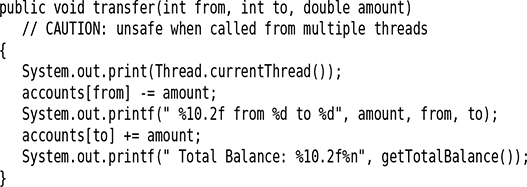 public void transfer(int from, int to, double amount)
   // CAUTION: unsafe when called from multiple threads
{
   System.out.print(Thread.currentThread());
   accounts[from] -= amount;
   System.out.printf(" %10.2f from %d to %d", amount, from, to);
   accounts[to] += amount;
   System.out.printf(" Total Balance: %10.2f%n", getTotalBalance());
}